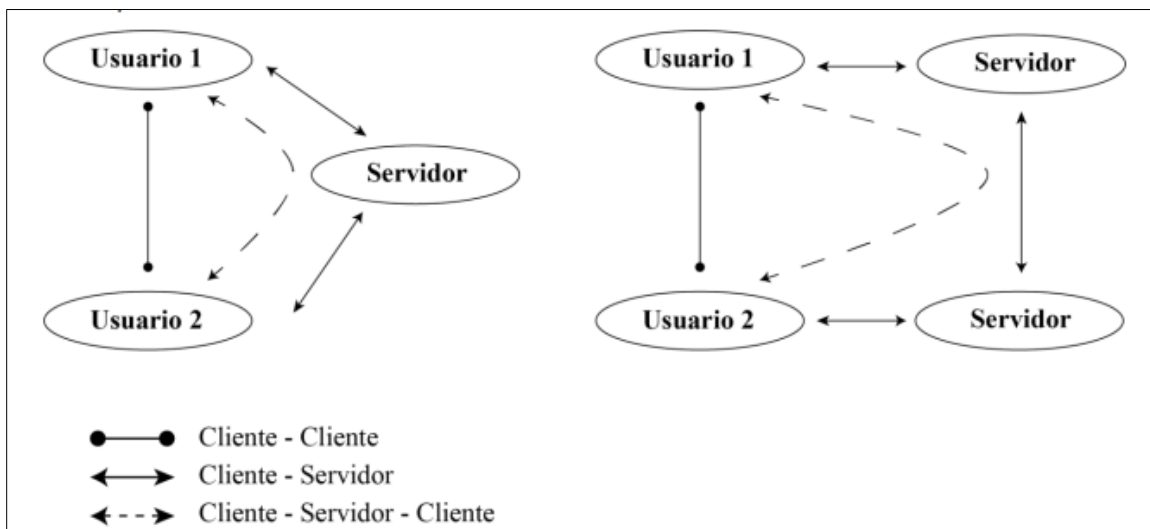 Usuario 1
Servidor
Usuario 2
Usuario 1
Servidor
Usuario 2
Servidor
Cliente - Cliente
Cliente - Servidor
Cliente - Servidor - Cliente